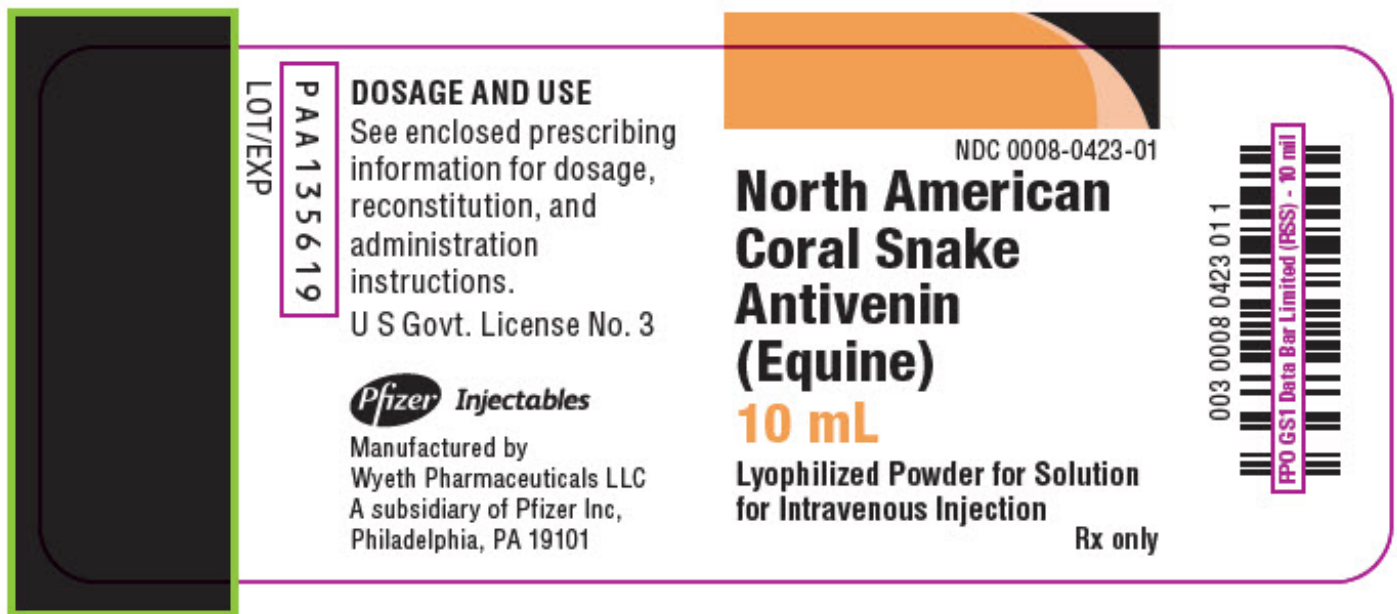 LOT/EXP
PAA135619
DOSAGE AND USE
See enclosed prescribing
information for dosage,
reconstitution, and
administration
instructions.
U S Govt. License No. 3
Pfizer Injectables
Manufactured by
Wyeth Pharmaceuticals LLC
A subsidiary of Pfizer Inc,
Philadelphia, PA 19101
NDC 0008-0423-01
North American
Coral Snake
Antivenin
(Equine)
10 mL
Lyophilized Powder for Solution
for Intravenous Injection
Rx only
003 0008 0423 01 1
FPO GS1 Data Bar Limited (RSS) - 10 mil